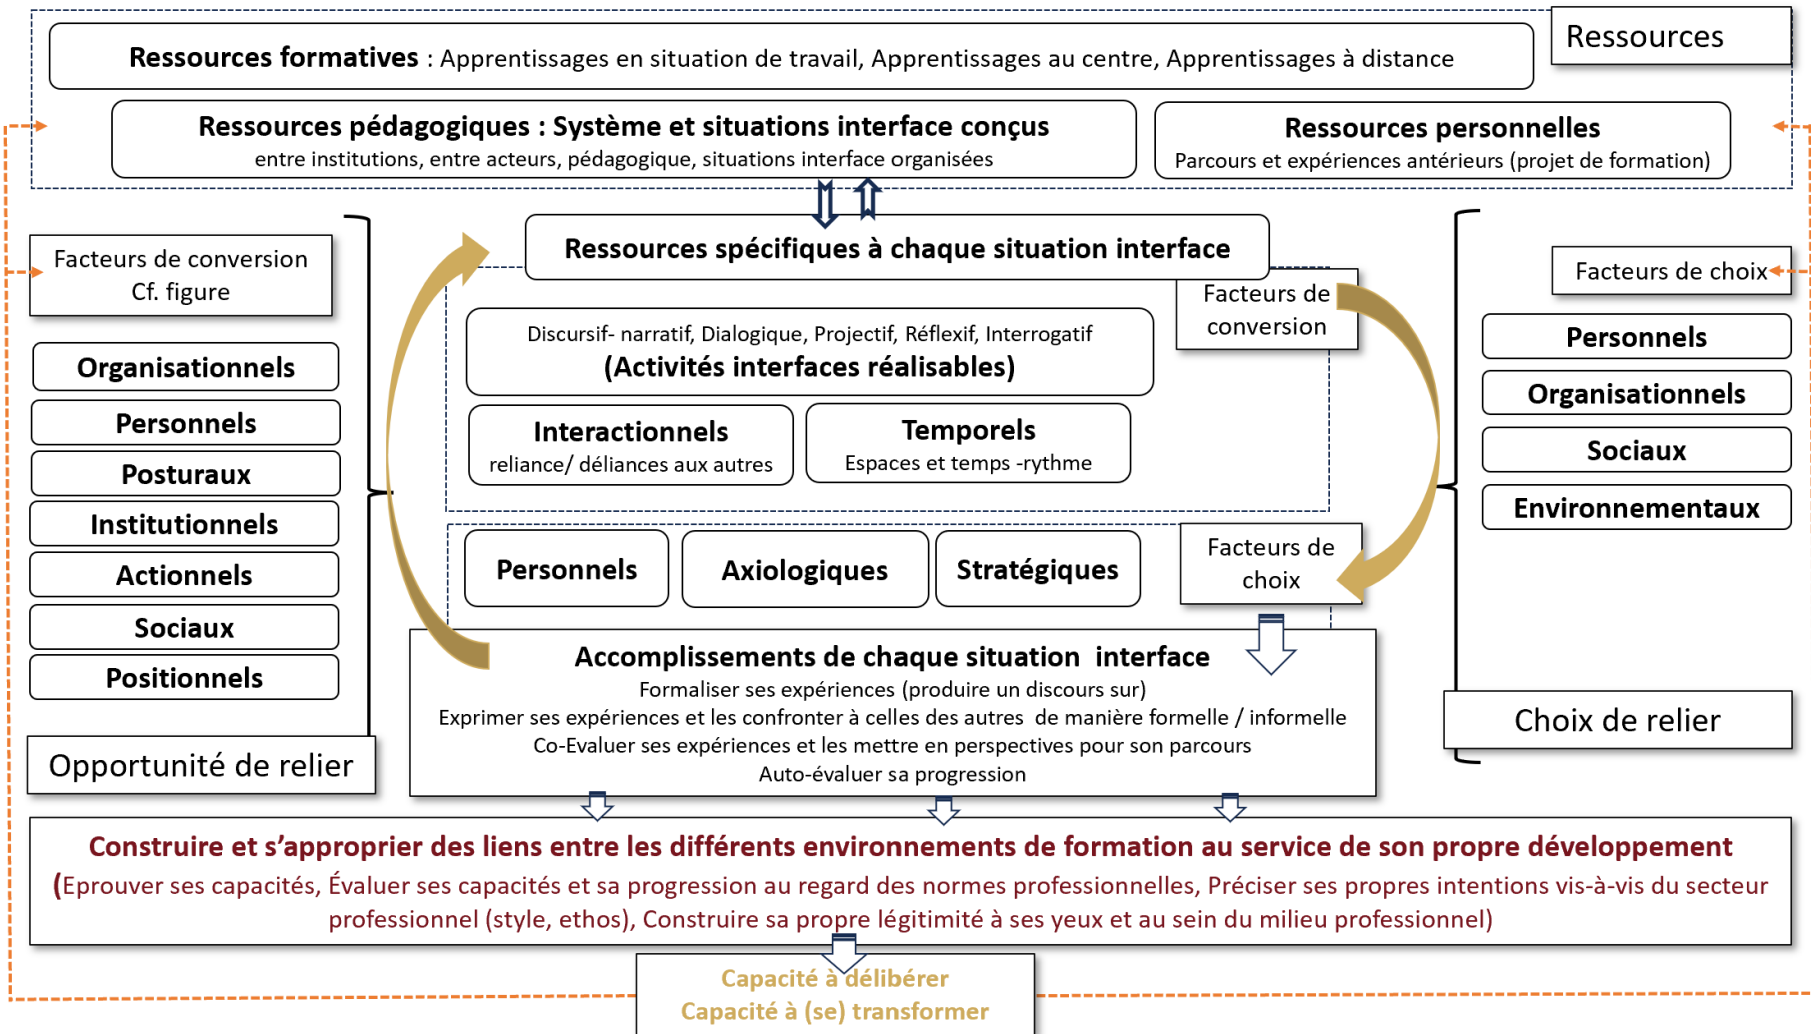 Ressources
Ressources formatives : Apprentissages en situation de travail, Apprentissages au centre, Apprentissages à distance
Ressources pédagogiques : Système et situations interface conçus
entre institutions, entre acteurs, pédagogique, situations interface organisées
Ressources personnelles
Parcours et expériences antérieurs (projet de formation)
Facteurs de conversion
Cf. figure
Organisationnels
Personnels
Posturaux
Institutionnels
Actionnels
Sociaux
Positionnels
Opportunité de relier
Ressources spécifiques à chaque situation interface
Facteurs de
conversion
Discursif- narratif, Dialogique, Projectif, Réflexif, Interrogatif
(Activités interfaces réalisables)
Interactionnels
reliance/ déliances aux autres
Temporels
Espaces et temps -rythme
Personnels
Axiologiques
Stratégiques
Facteurs de
choix
Accomplissements de chaque situation interface
Formaliser ses expériences (produire un discours sur)
Exprimer ses expériences et les confronter à celles des autres de manière formelle / informelle
Co-Evaluer ses expériences et les mettre en perspectives pour son parcours
Auto-évaluer sa progression
Facteurs de choix
Personnels
Organisationnels
Sociaux
Environnementaux
Choix de relier
Construire et s’approprier des liens entre les différents environnements de formation au service de son propre développement
(Eprouver ses capacités, Évaluer ses capacités et sa progression au regard des normes professionnelles, Préciser ses propres intentions vis-à-vis du secteur
professionnel (style, ethos), Construire sa propre légitimité à ses yeux et au sein du milieu professionnel)
Capacité à délibérer
Capacité à (se) transformer